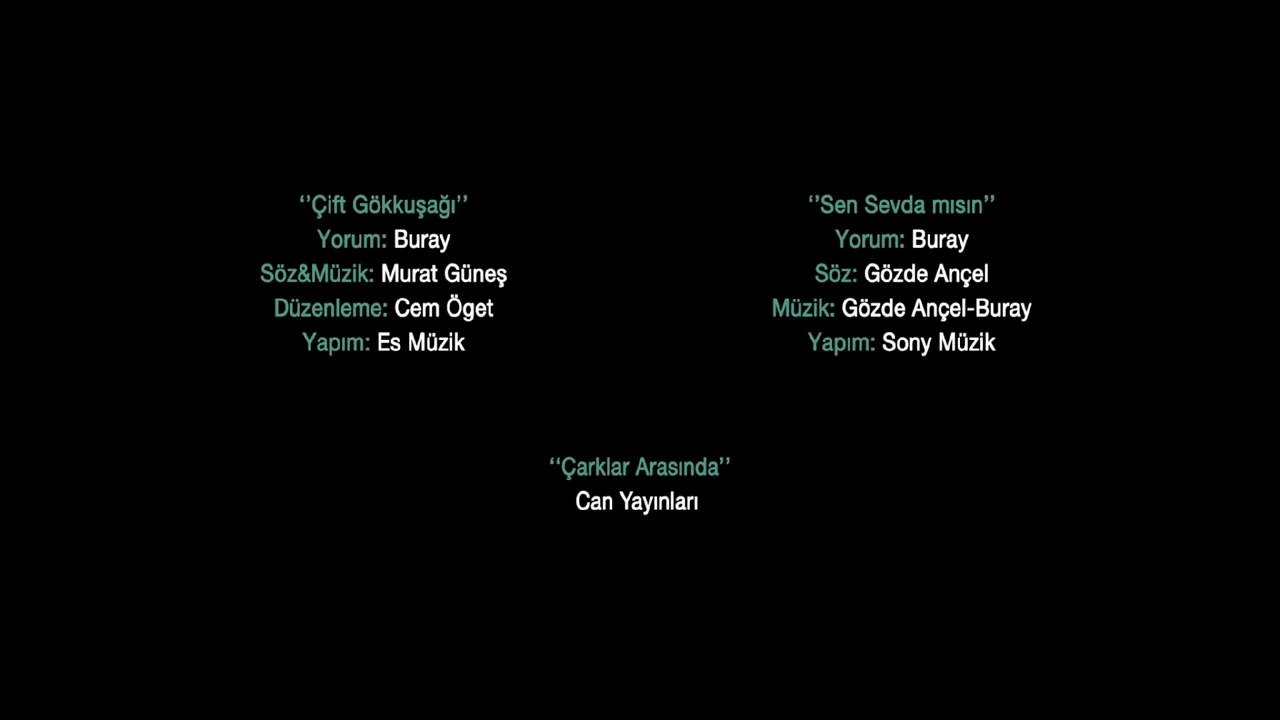 ‘’Çift Gökkuşağı’’
Yorum: Buray
Söz&Müzik: Murat Güneş
Düzenleme: Cem Öget
Yapım: Es Müzik
‘’Sen Sevda mısın’’
Yorum: Buray
Söz: Gözde Ançel
Müzik: Gözde Ançel-Buray
Yapım: Sony Müzik
‘‘Çarklar Arasında’’
Can Yayınları